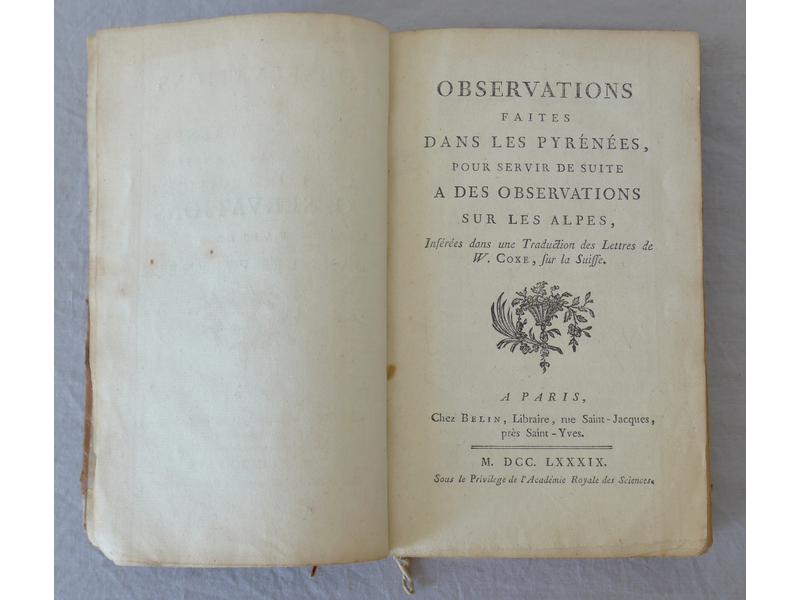 OBSERVATIONS
FAITES
DANS LES PYRÉNÉES,
POUR SERVIR DE SUITE
A DES OBSERVATIONS
SUR LES ALPES,
Inſérées dans une Traduction des Lettres de
W. COXE, ſur la Suiſſe.
A PARIS,
Chez BELIN, Libraire, rue Saint-Jacques,
près Saint-Yves.
M. DCC. LXXXIX.
Sous le Privilege de l'Académie Royale des Sciences.